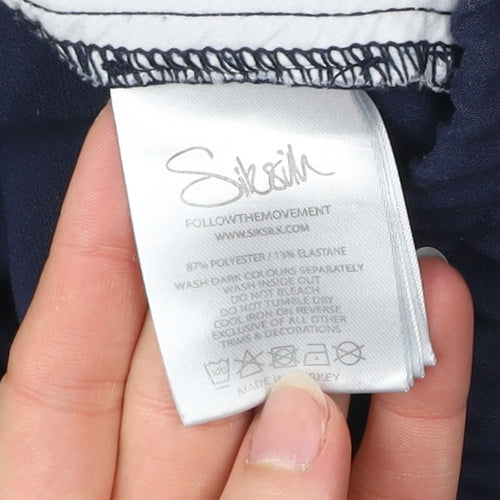 SikSilk
FOLLOWTHEMOVEMENT
WWW.SIKSILK.COM
87% POLYESTER / 13% ELASTANE
WASH DARK COLOURS SEPARATELY
WASH INSIDE OUT
DO NOT BLEACH
DO NOT TUMBLE DRY
COOL IRON ON REVERSE
EXCLUSIVE OF ALL OTHER
TRIMS & DECORATIONS
MADE